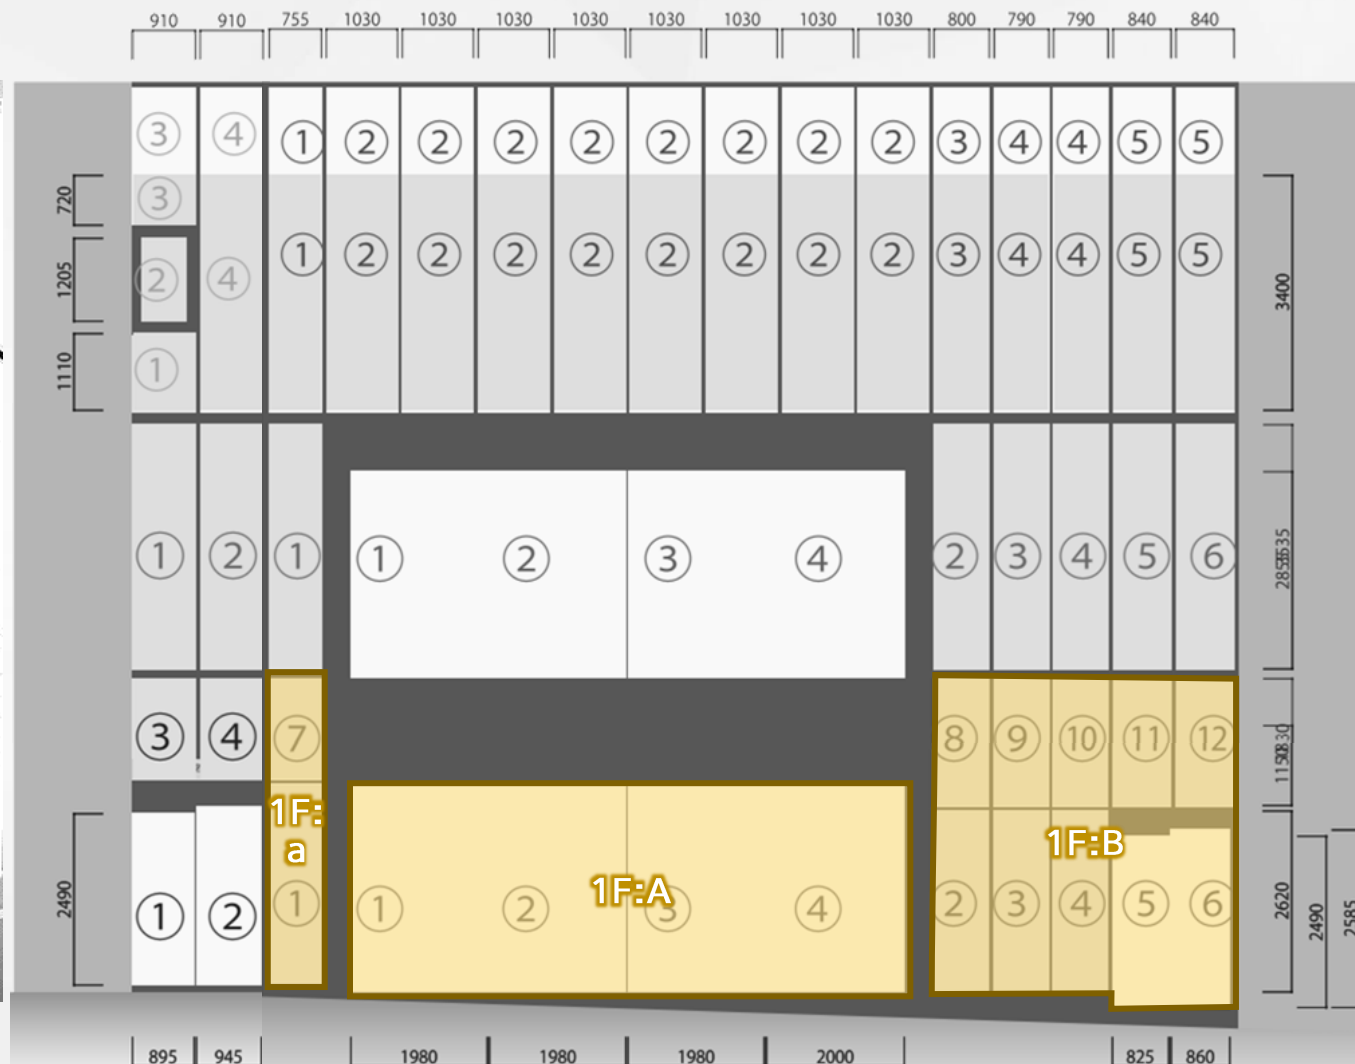 910 910 755 1030 1030 1030 1030 1030 1030 1030 1030 800 790 790 840 840
③ ④ ① ② ② ② ② ② ② ② ② ③ ④ ④ ⑤ ⑤
720 ③
① ② ② ② ② ② ② ② ② ③ ④ ④ ⑤ ⑤
1205 ② ④ 3400
1110 ①
① ② ① ① ② ③ ④ ② ③ ④ ⑤ ⑥
③ ④ ⑦ ⑧ ⑨ ⑩ ⑪ ⑫
1F:
a
1F:B
1F:A
2490 ① ② ① ① ② ③ ④ ② ③ ④ ⑤ ⑥ 2620 2490 2585
895 945 1980 1980 1980 2000 825 860